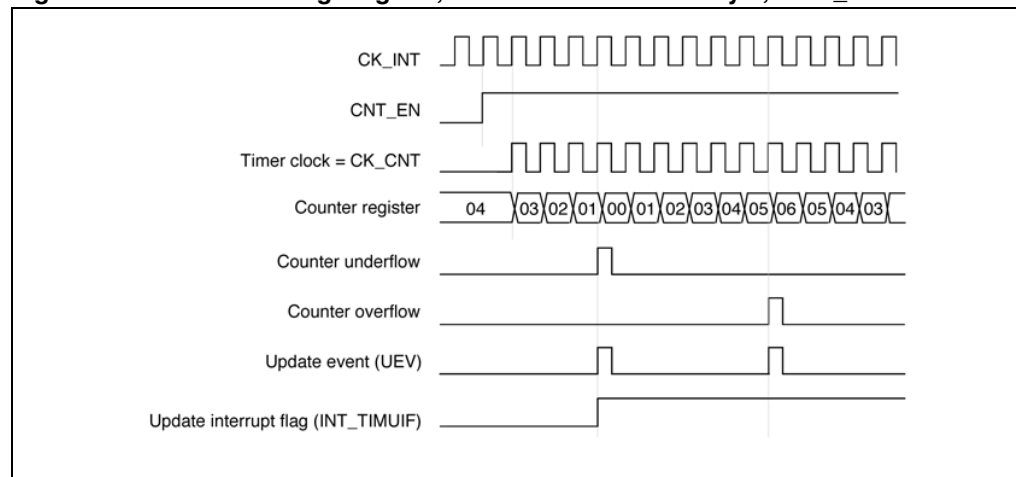 CK_INT
CNT_EN
Timer clock = CK_CNT
Counter register 04 03 02 01 00 01 02 03 04 05 06 05 04 03
Counter underflow
Counter overflow
Update event (UEV)
Update interrupt flag (INT_TIMUIF)